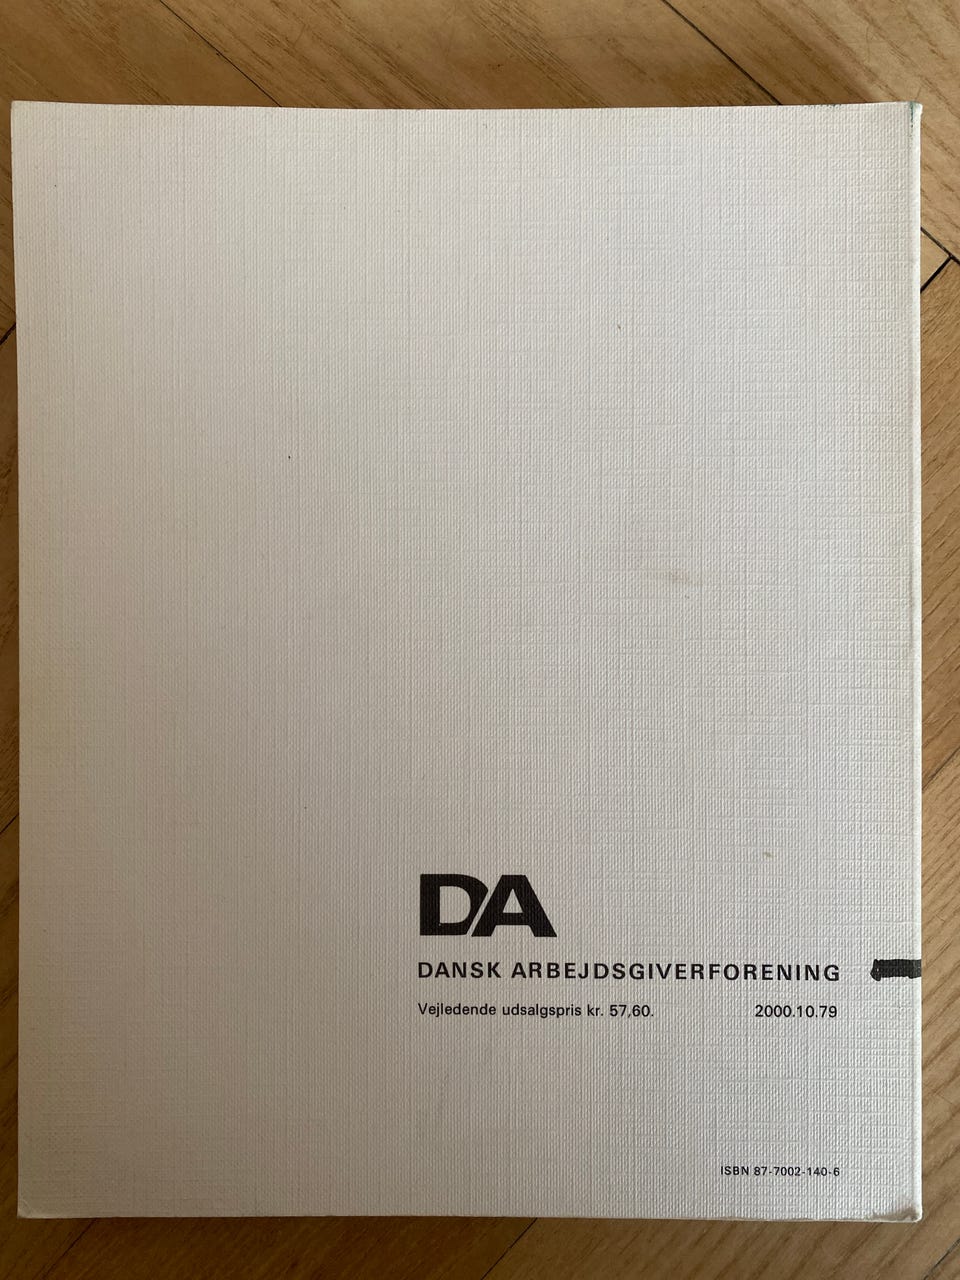 DA
DANSK ARBEJDSGIVERFORENING
Vejledende udsalgspris kr. 57,60. 2000.10.79
ISBN 87-7002-140-6